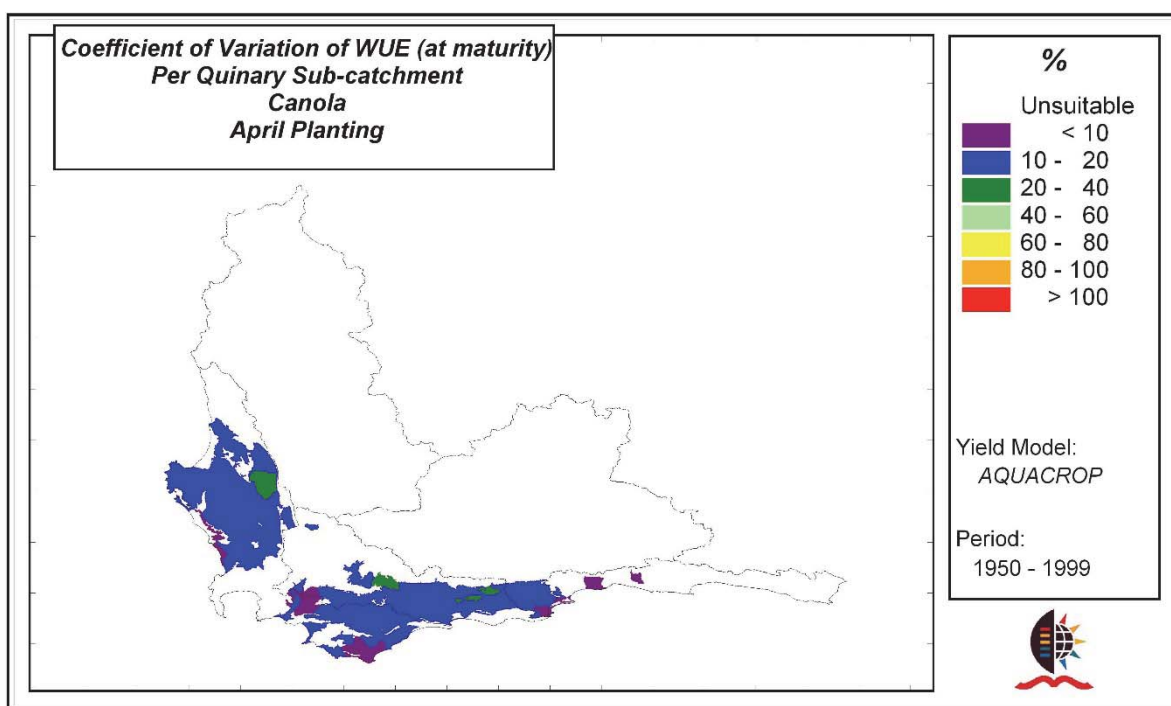 Coefficient of Variation of WUE (at maturity)
Per Quinary Sub-catchment
Canola
April Planting
%
Unsuitable
< 10
10 - 20
20 - 40
40 - 60
60 - 80
80 - 100
> 100
Yield Model:
AQUACROP
Period:
1950 - 1999